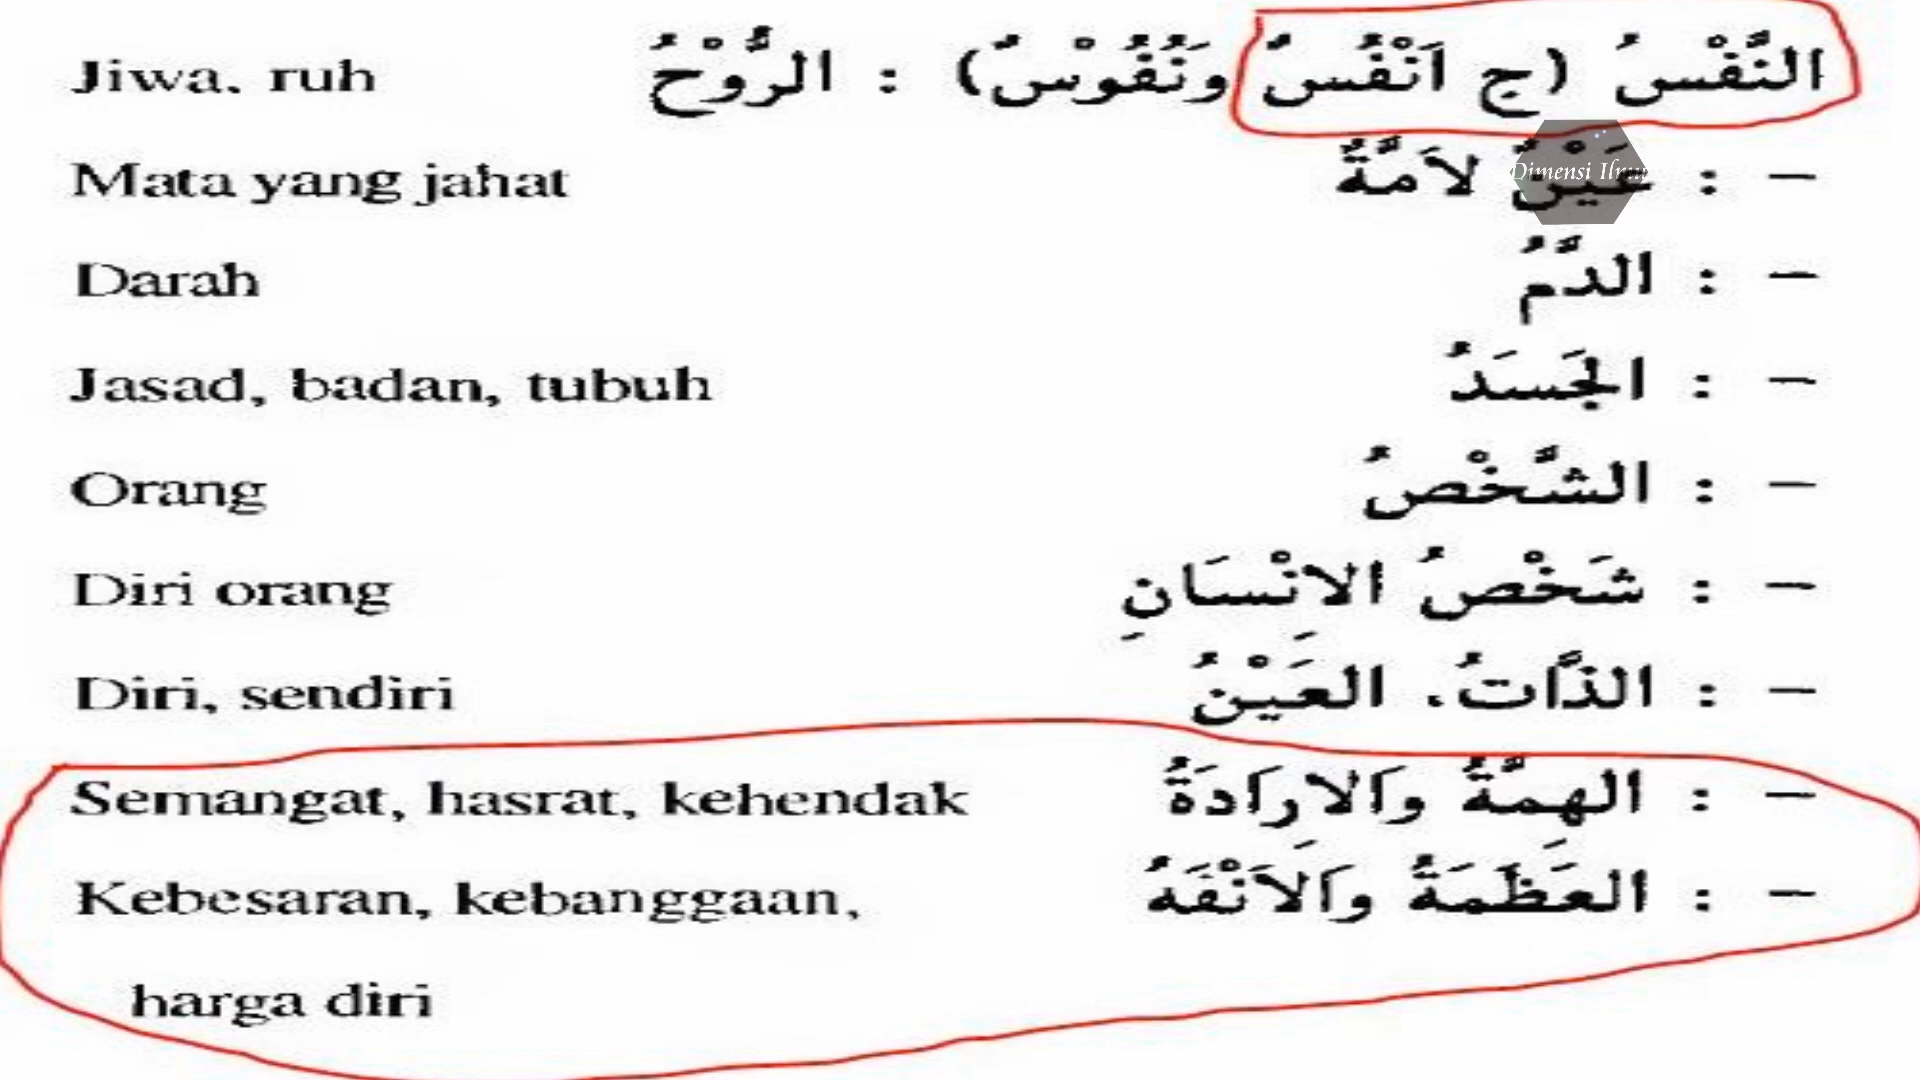 النَّفْسُ (ج اَنْفُسٌ وَنُفُوْسٌ) : الرُّوْحُ Jiwa, ruh
– : عَيْنٌ لاَمَّةٌ Mata yang jahat
Dimensi Ilmu
– : الدَّمُ Darah
– : الجَسَدُ Jasad, badan, tubuh
– : الشَّخْصُ Orang
– : شَخْصُ الاِنْسَانِ Diri orang
– : الذَّاتُ، العَيْنُ Diri, sendiri
– : الهِمَّةُ وَالاِرَادَةُ Semangat, hasrat, kehendak
– : العَظَمَةُ وَالاَنْفَةُ Kebesaran, kebanggaan,
harga diri